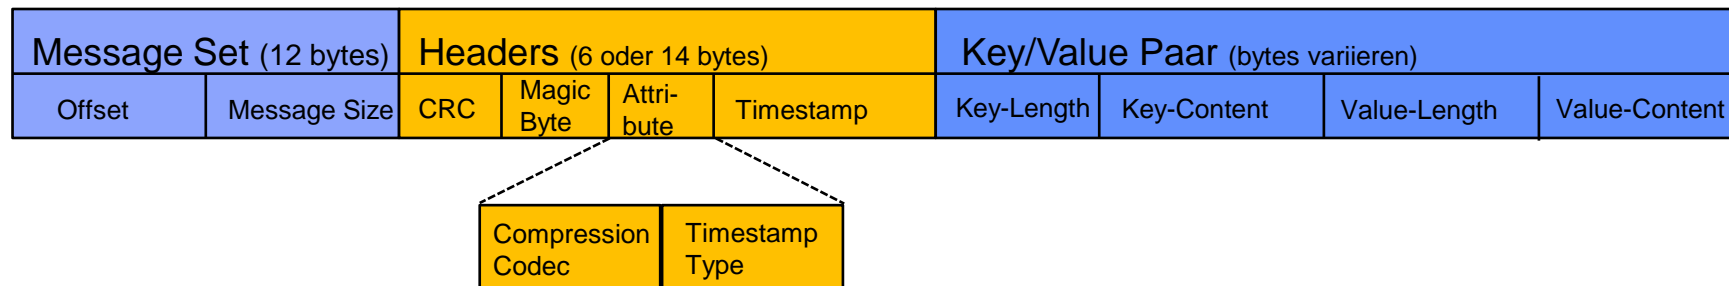 Message Set (12 bytes) Headers (6 oder 14 bytes) Key/Value Paar (bytes variieren)
Offset Message Size CRC Magic Byte Attri-bute Timestamp Key-Length Key-Content Value-Length Value-Content
Compression Timestamp
Codec Type